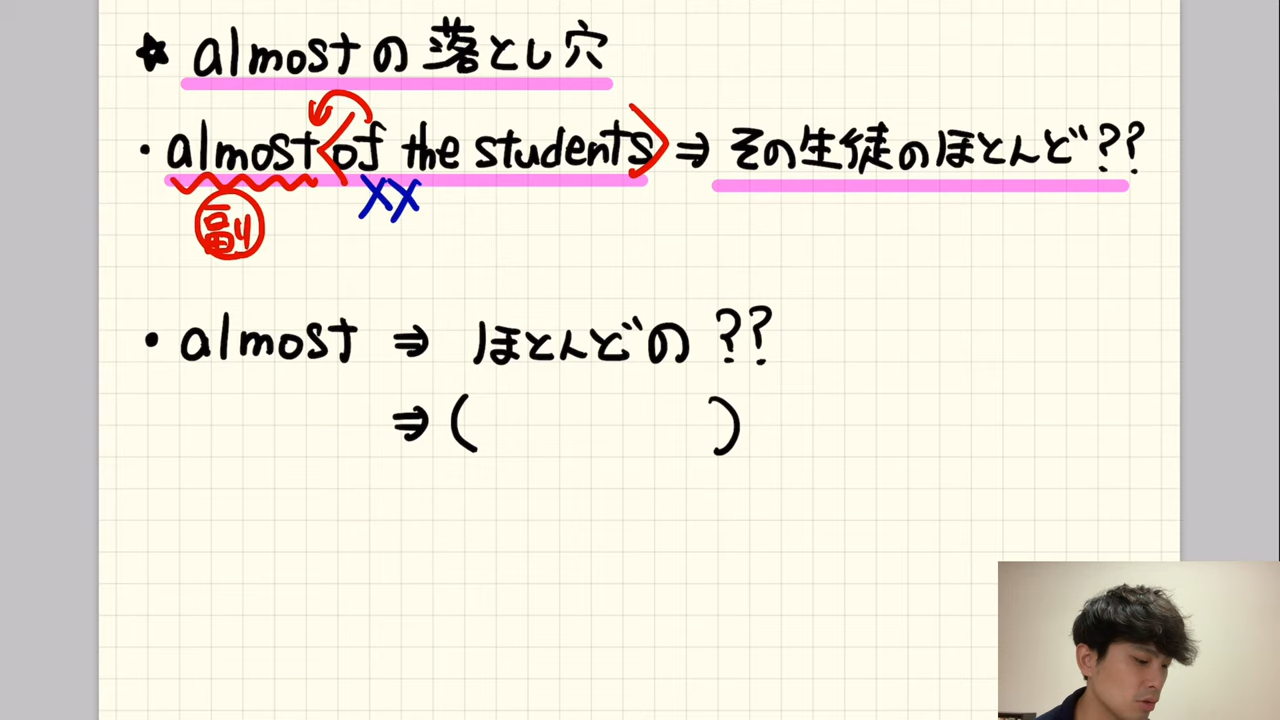 ★ almostの落とし穴
・almost<of the students> ⇒ その生徒のほとんど??
××
副
・almost ⇒ ほとんどの??
⇒( )